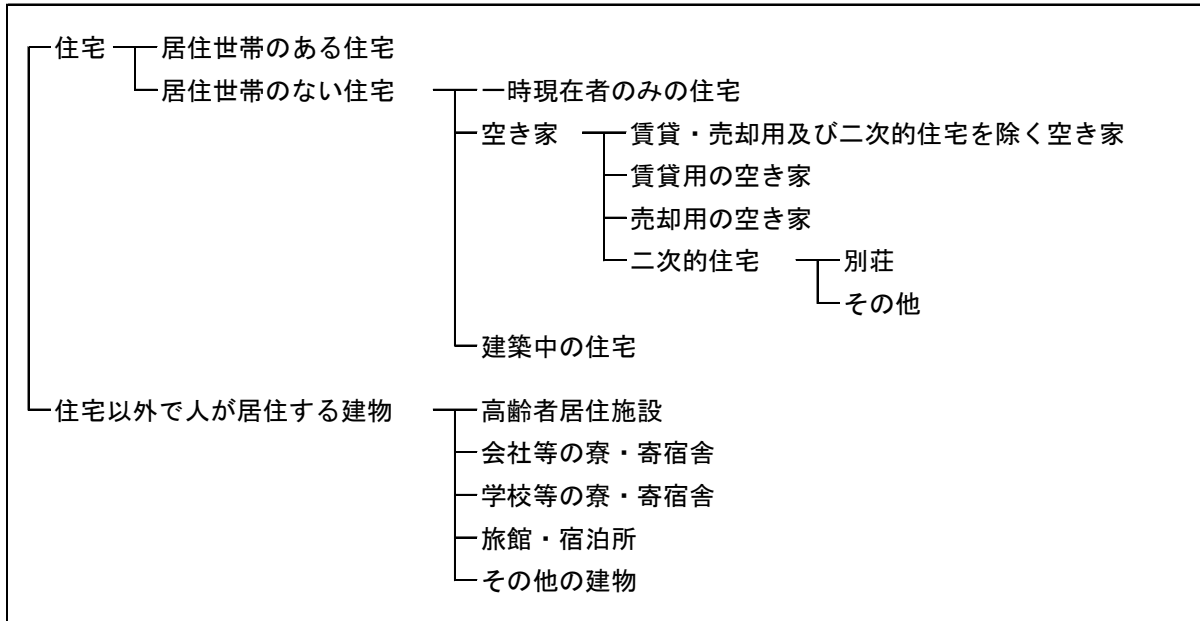 住宅 居住世帯のある住宅
居住世帯のない住宅 一時現在者のみの住宅
空き家 賃貸・売却用及び二次的住宅を除く空き家
賃貸用の空き家
売却用の空き家
二次的住宅 別荘
その他
建築中の住宅
住宅以外で人が居住する建物 高齢者居住施設
会社等の寮・寄宿舎
学校等の寮・寄宿舎
旅館・宿泊所
その他の建物